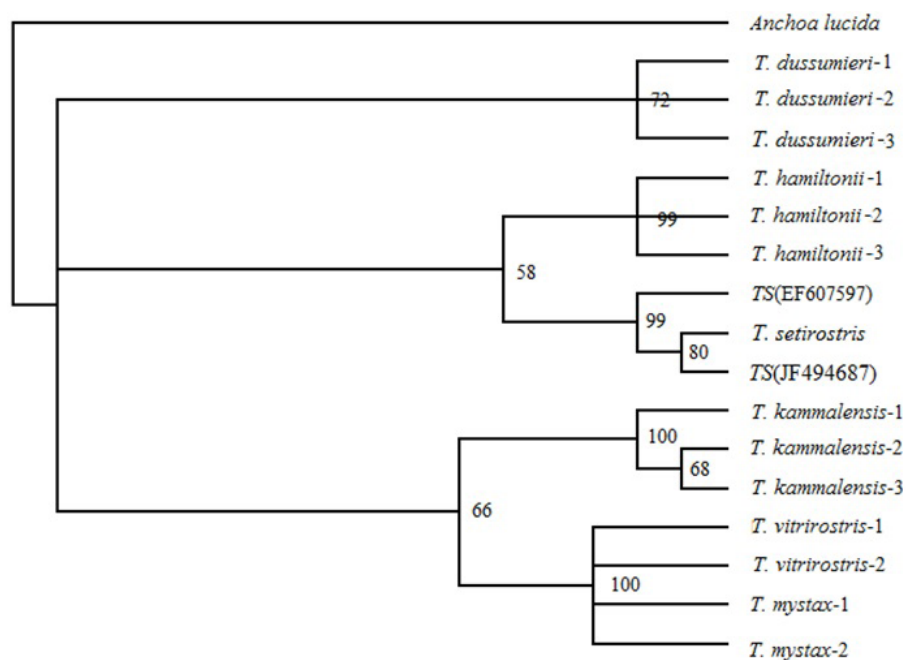 Anchoa lucida
T. dussumieri-1
72
T. dussumieri-2
T. dussumieri-3
T. hamiltonii-1
99
T. hamiltonii-2
T. hamiltonii-3
58
TS(EF607597)
99
T. setirostris
80
TS(JF494687)
T. kammalensis-1
100
T. kammalensis-2
68
T. kammalensis-3
66
T. vitrirostris-1
T. vitrirostris-2
100
T. mystax-1
T. mystax-2